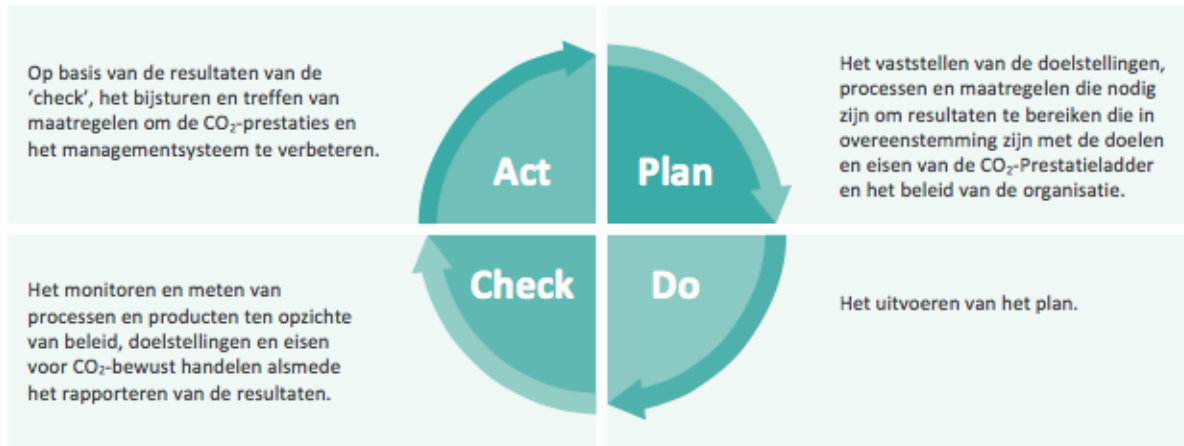 Op basis van de resultaten van de
‘check’, het bijsturen en treffen van
maatregelen om de CO₂-prestaties en
het managementsysteem te verbeteren.
Act
Plan
Het vaststellen van de doelstellingen,
processen en maatregelen die nodig
zijn om resultaten te bereiken die in
overeenstemming zijn met de doelen
en eisen van de CO₂-Prestatieladder
en het beleid van de organisatie.
Het monitoren en meten van
processen en producten ten opzichte
van beleid, doelstellingen en eisen
voor CO₂-bewust handelen alsmede
het rapporteren van de resultaten.
Check
Do
Het uitvoeren van het plan.